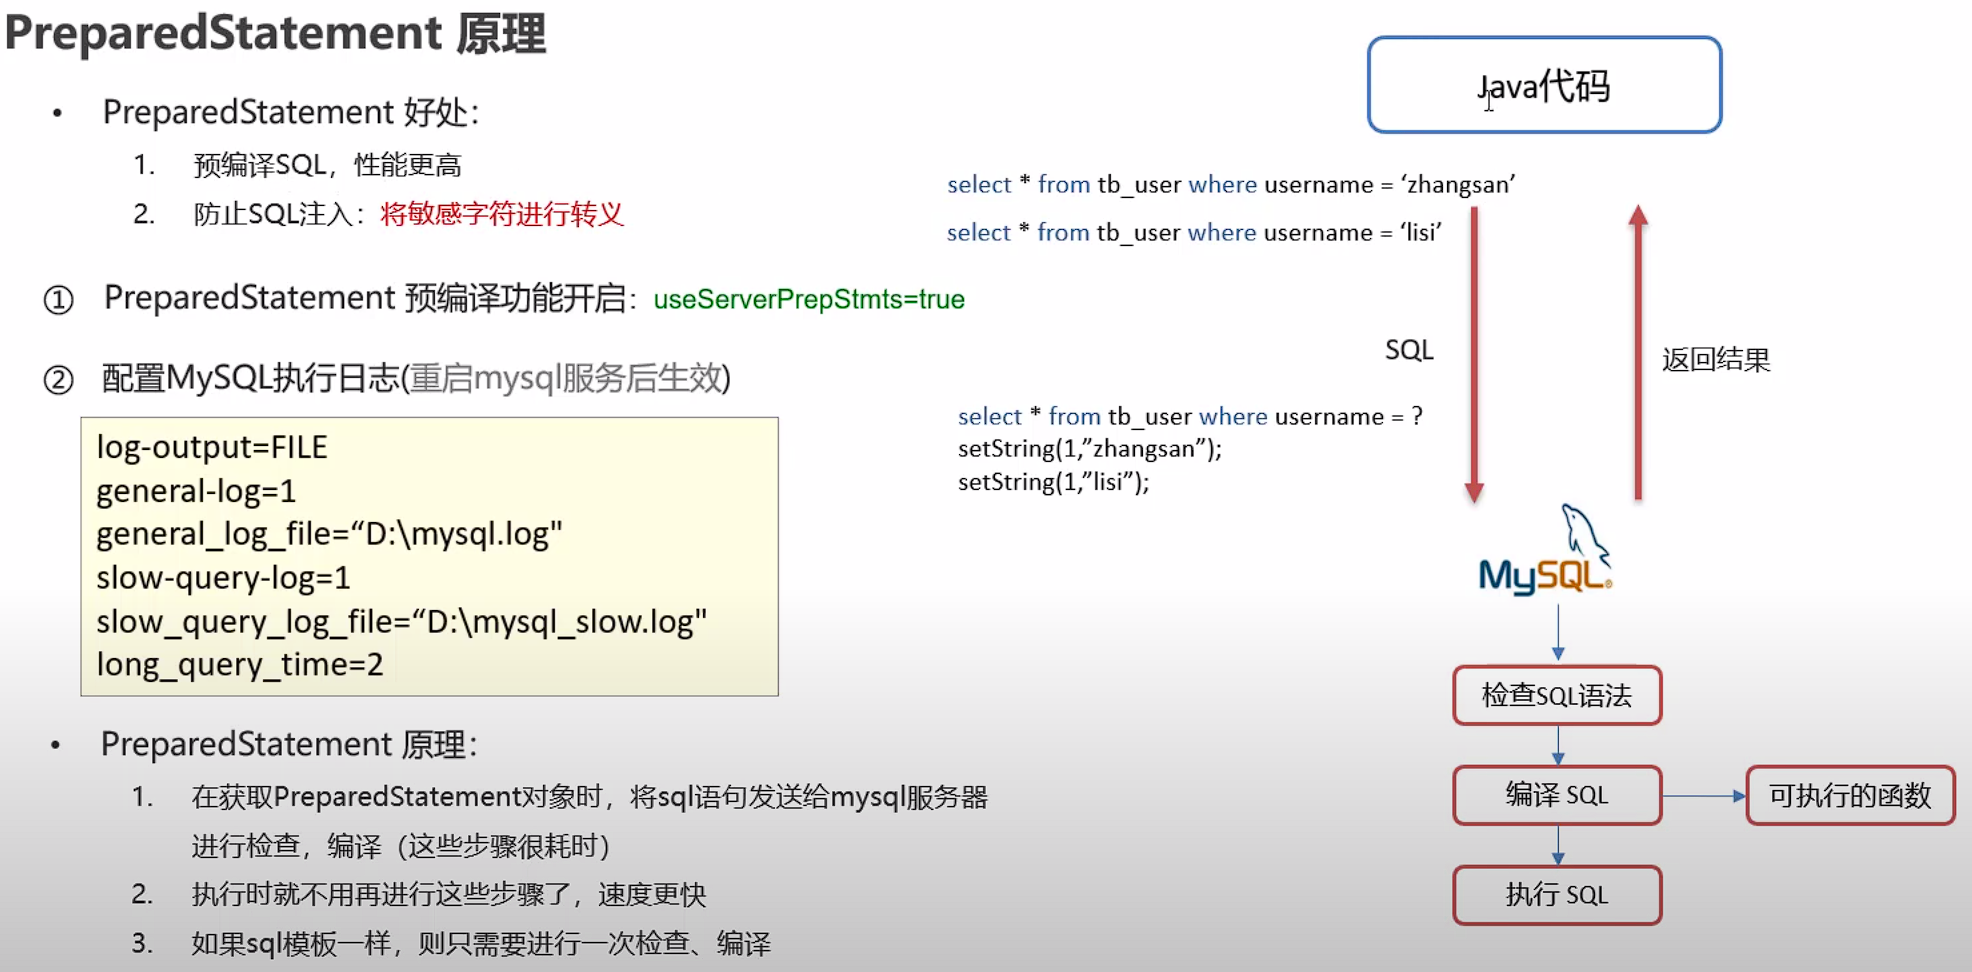 PreparedStatement 原理
• PreparedStatement 好处：
1. 预编译SQL，性能更高
2. 防止SQL注入：将敏感字符进行转义
① PreparedStatement 预编译功能开启：useServerPrepStmts=true
② 配置MySQL执行日志(重启mysql服务后生效)
log-output=FILE
general-log=1
general_log_file=“D:\mysql.log"
slow-query-log=1
slow_query_log_file=“D:\mysql_slow.log"
long_query_time=2
• PreparedStatement 原理：
1. 在获取PreparedStatement对象时，将sql语句发送给mysql服务器
进行检查，编译（这些步骤很耗时）
2. 执行时就不用再进行这些步骤了，速度更快
3. 如果sql模板一样，则只需要进行一次检查、编译
Java代码
select * from tb_user where username = ‘zhangsan’
select * from tb_user where username = ‘lisi’
SQL
返回结果
select * from tb_user where username = ?
setString(1,”zhangsan”);
setString(1,”lisi”);
MySQL®
检查SQL语法
编译 SQL
可执行的函数
执行 SQL